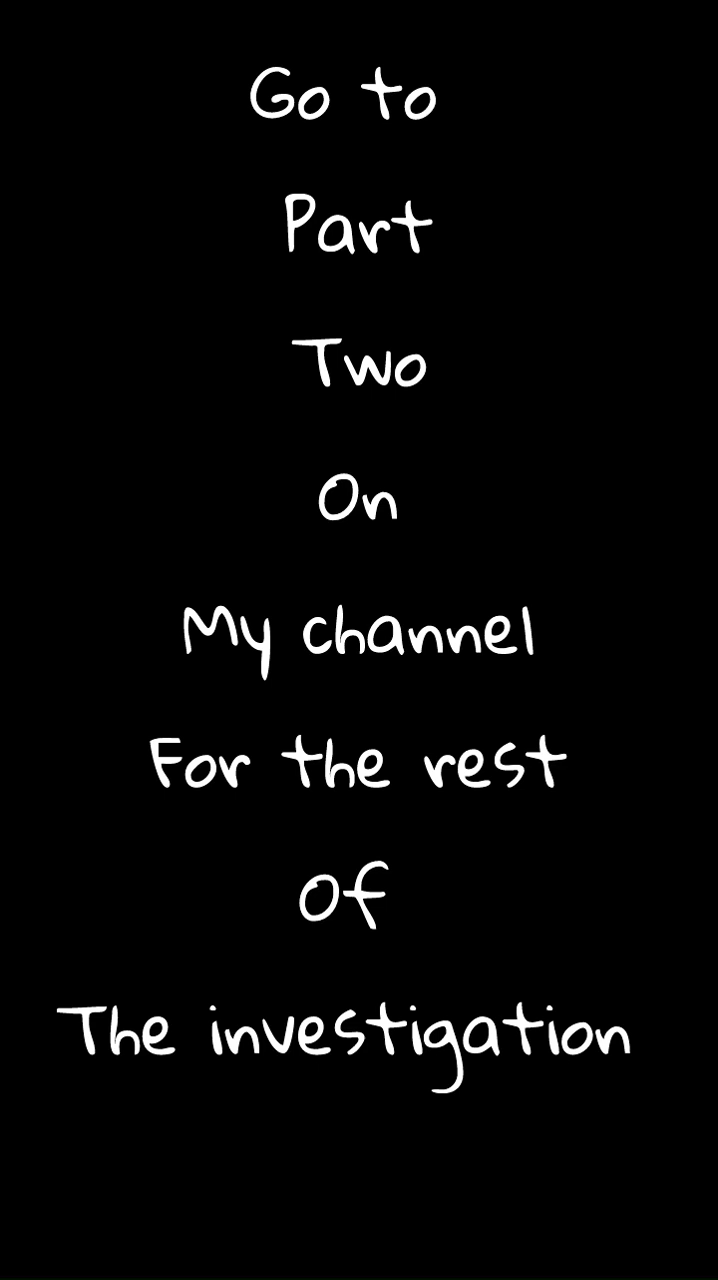 Go to
Part
Two
On
My channel
For the rest
Of
The investigation